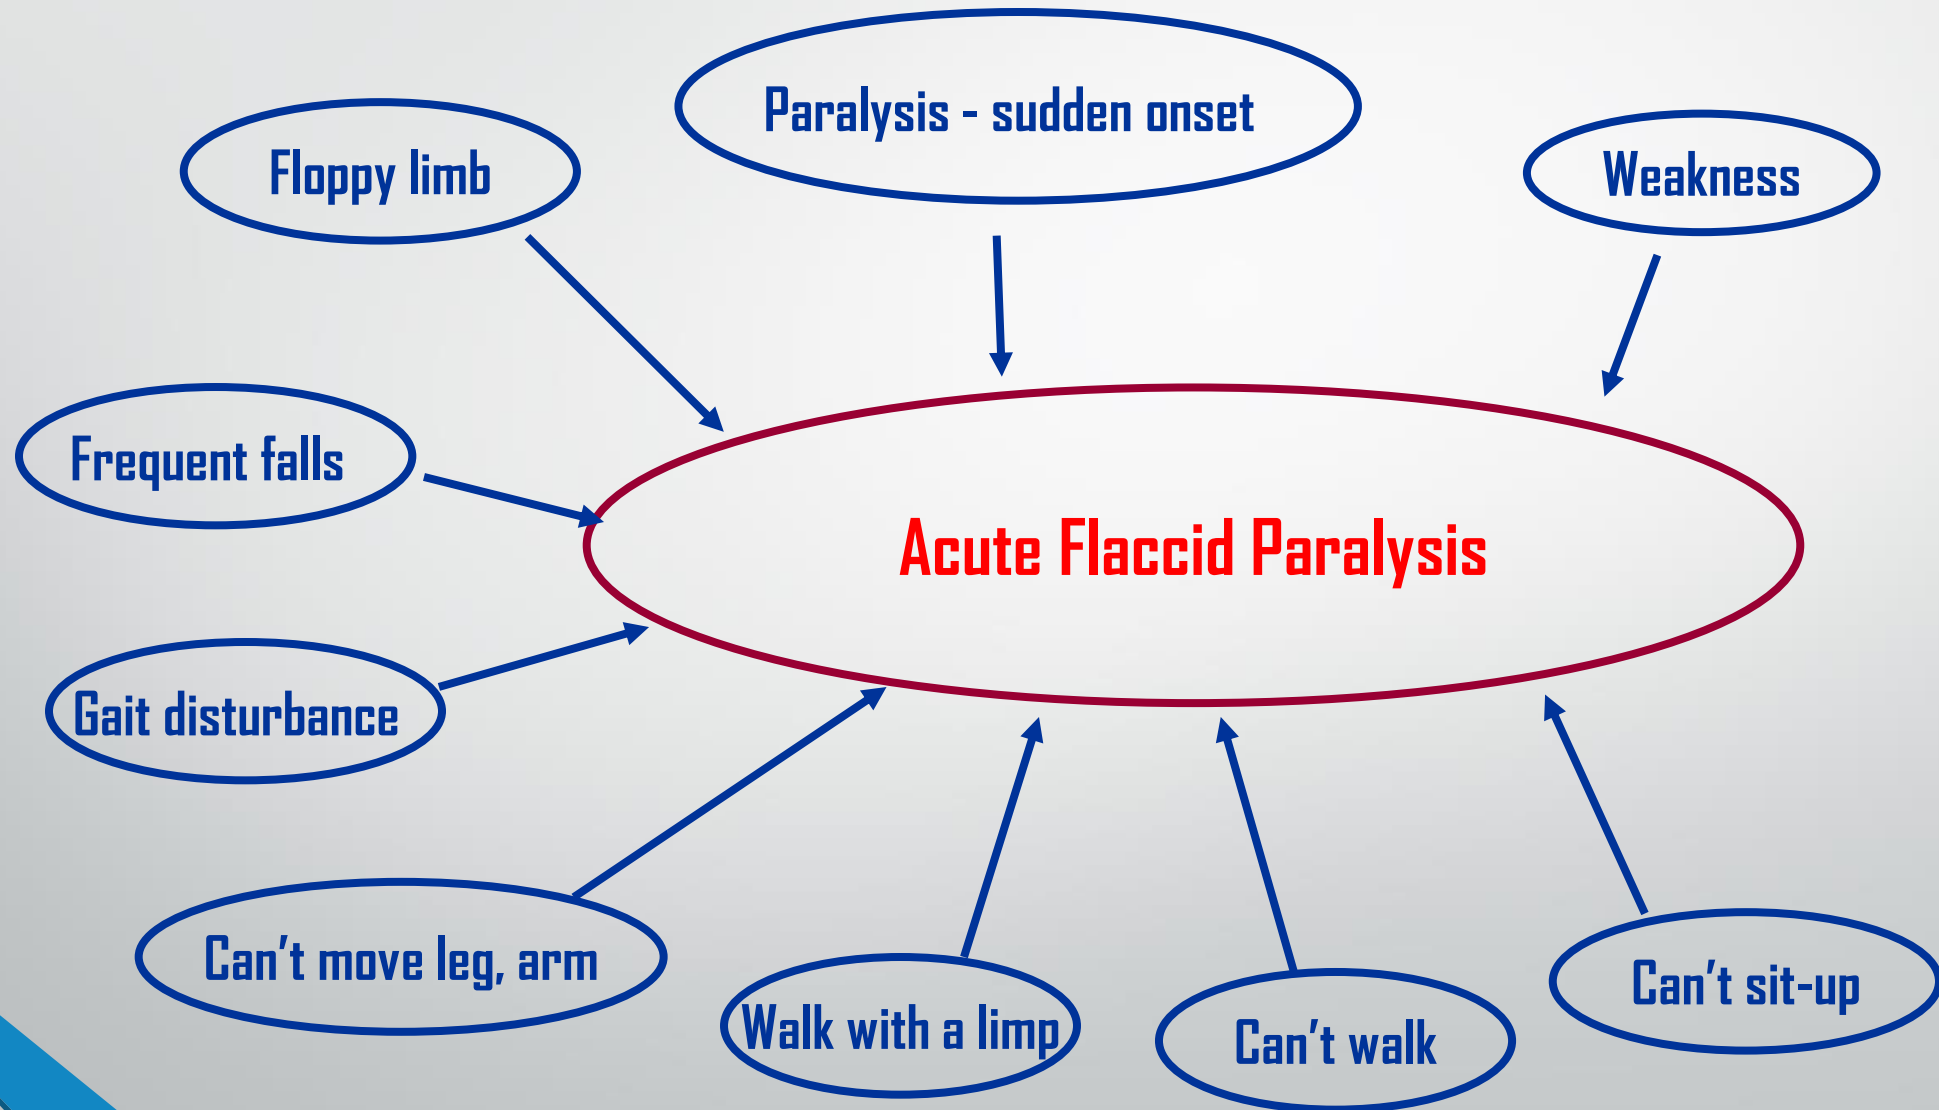 Paralysis - sudden onset
Floppy limb
Weakness
Frequent falls
Acute Flaccid Paralysis
Gait disturbance
Can't move leg, arm
Walk with a limp
Can't walk
Can't sit-up